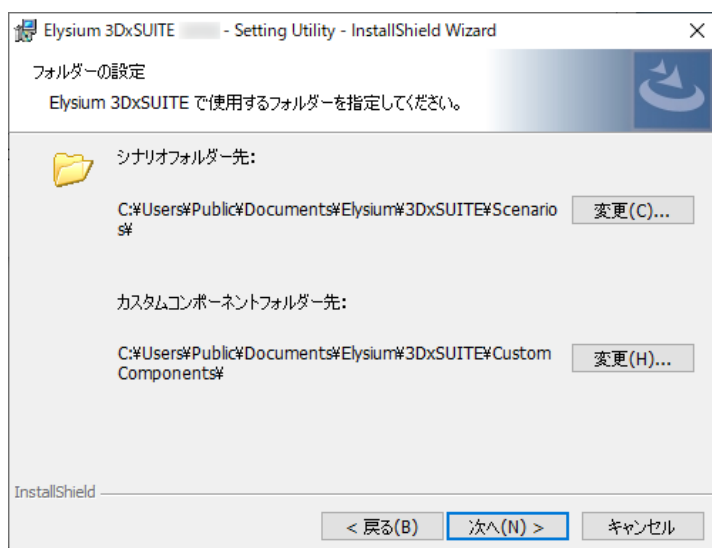 Elysium 3DxSUITE - Setting Utility - InstallShield Wizard
フォルダーの設定
Elysium 3DxSUITE で使用するフォルダーを指定してください。
シナリオフォルダー先:
C:¥Users¥Public¥Documents¥Elysium¥3DxSUITE¥Scenario
s¥
変更(C)...
カスタムコンポーネントフォルダー先:
C:¥Users¥Public¥Documents¥Elysium¥3DxSUITE¥Custom
Components¥
変更(H)...
InstallShield
< 戻る(B)
次へ(N) >
キャンセル